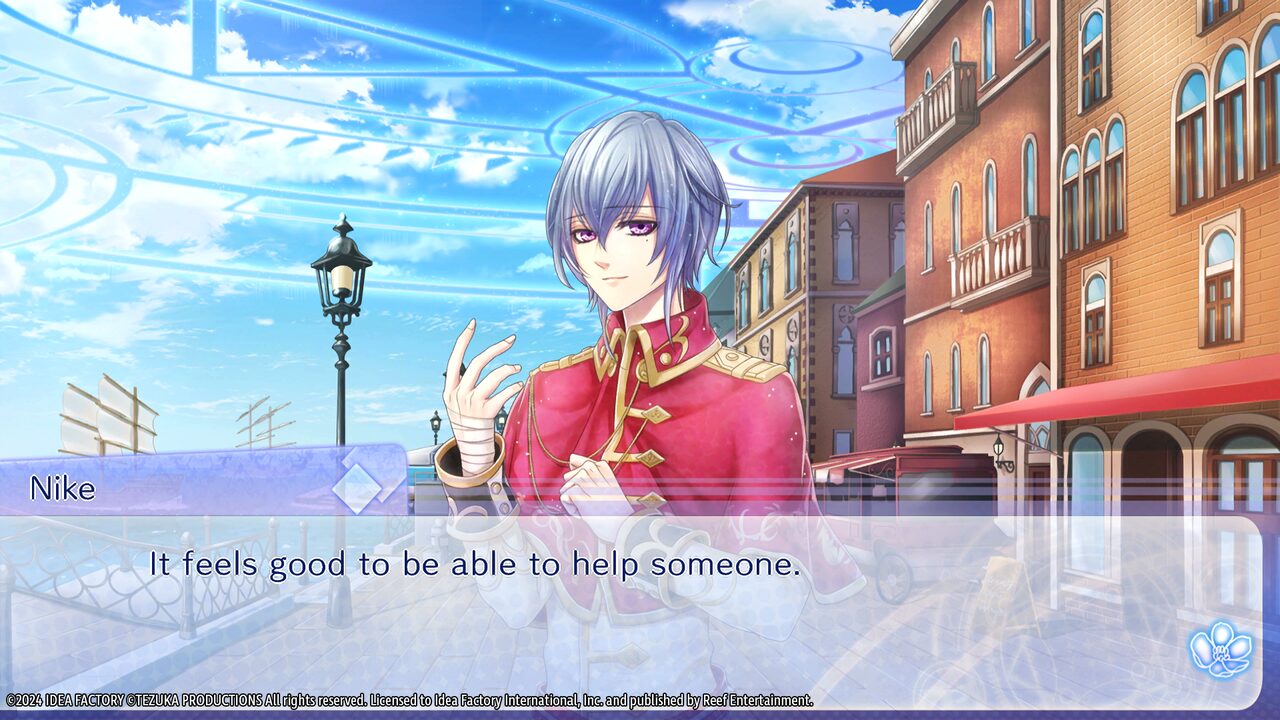 Nike
It feels good to be able to help someone.
©2024 IDEA FACTORY ©TEZUKA PRODUCTIONS All rights reserved. Licensed to Idea Factory International, Inc. and published by Reef Entertainment.